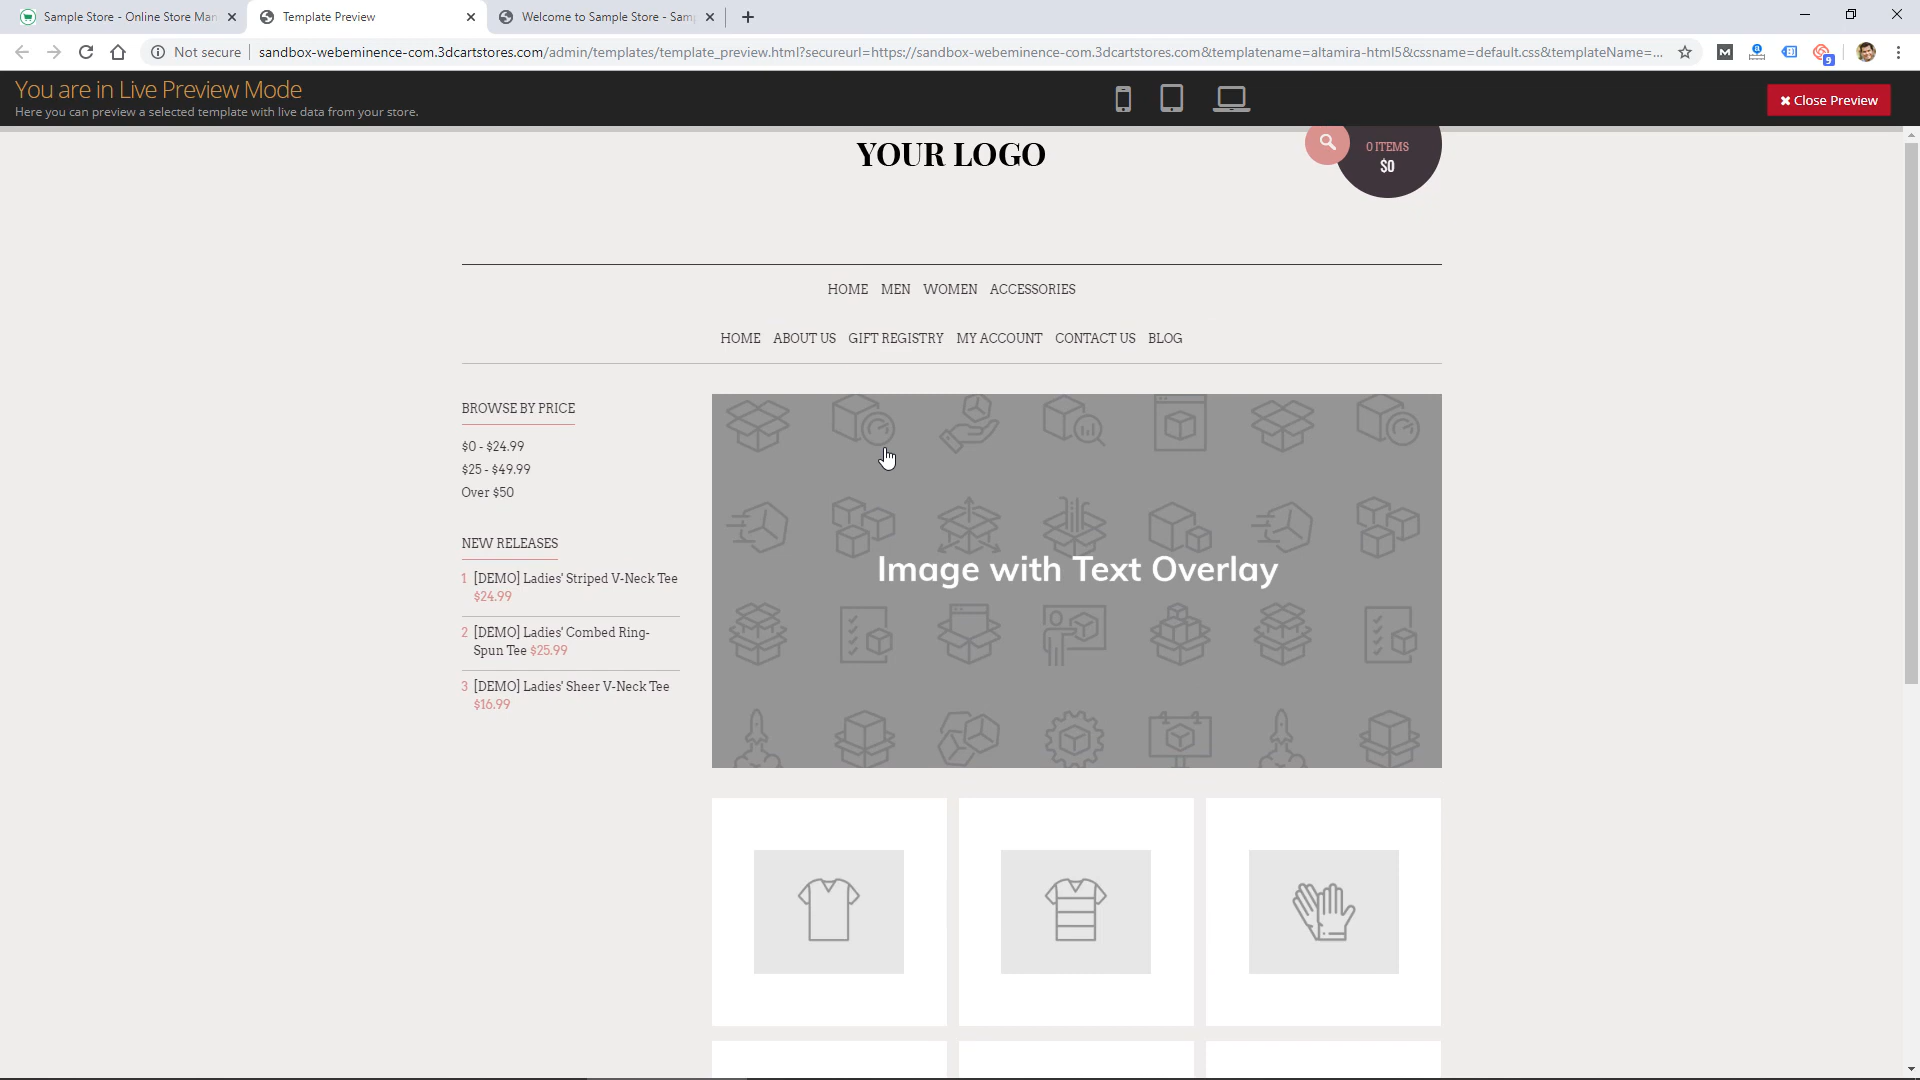 Sample Store - Online Store Man
Template Preview
Welcome to Sample Store - Sam
Not secure
sandbox-webeminence-com.3dcartstores.com/admin/templates/template_preview.html?secureurl=https://sandbox-webeminence-com.3dcartstores.com&templatename=altamira-html5&cssname=default.css&templateName=...
9
You are in Live Preview Mode
Here you can preview a selected template with live data from your store.
Close Preview
YOUR LOGO
0 ITEMS
$0
HOME MEN WOMEN ACCESSORIES
HOME ABOUT US GIFT REGISTRY MY ACCOUNT CONTACT US BLOG
BROWSE BY PRICE
$0 - $24.99
$25 - $49.99
Over $50
NEW RELEASES
1 [DEMO] Ladies' Striped V-Neck Tee
$24.99
2 [DEMO] Ladies' Combed Ring-
Spun Tee $25.99
3 [DEMO] Ladies' Sheer V-Neck Tee
$16.99
Image with Text Overlay